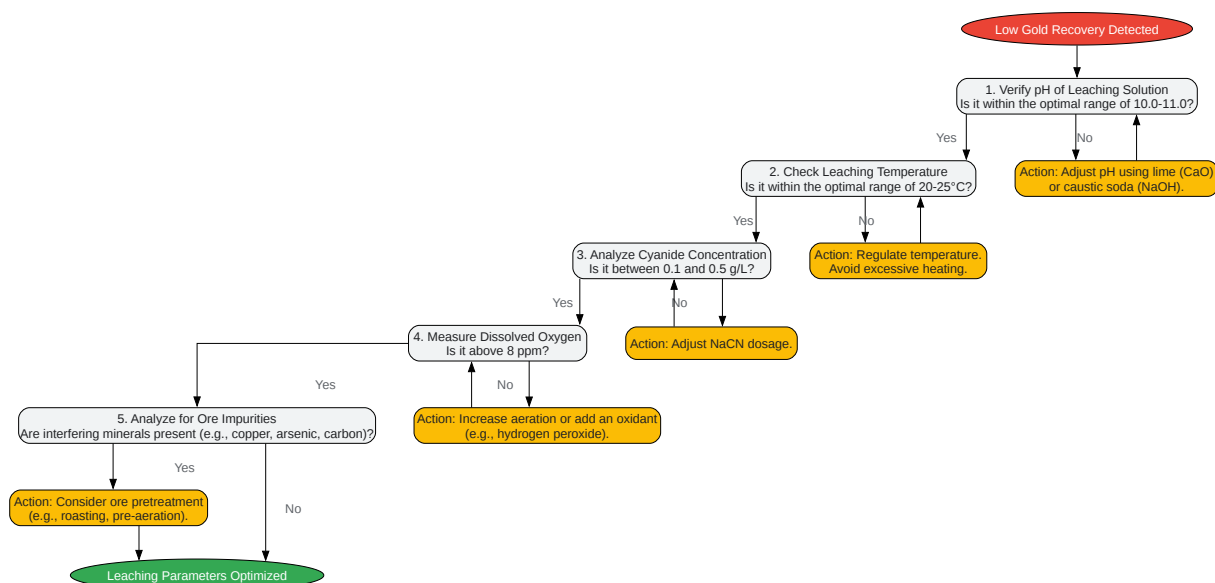 Low Gold Recovery Detected
1. Verify pH of Leaching Solution
Is it within the optimal range of 10.0-11.0?
Yes
No
2. Check Leaching Temperature
Is it within the optimal range of 20-25°C?
Action: Adjust pH using lime (CaO)
or caustic soda (NaOH).
Yes
No
3. Analyze Cyanide Concentration
Is it between 0.1 and 0.5 g/L?
Action: Regulate temperature.
Avoid excessive heating.
Yes
No
4. Measure Dissolved Oxygen
Is it above 8 ppm?
Action: Adjust NaCN dosage.
Yes
No
5. Analyze for Ore Impurities
Are interfering minerals present (e.g., copper, arsenic, carbon)?
Action: Increase aeration or add an oxidant
(e.g., hydrogen peroxide).
Yes
No
Action: Consider ore pretreatment
(e.g., roasting, pre-aeration).
Leaching Parameters Optimized